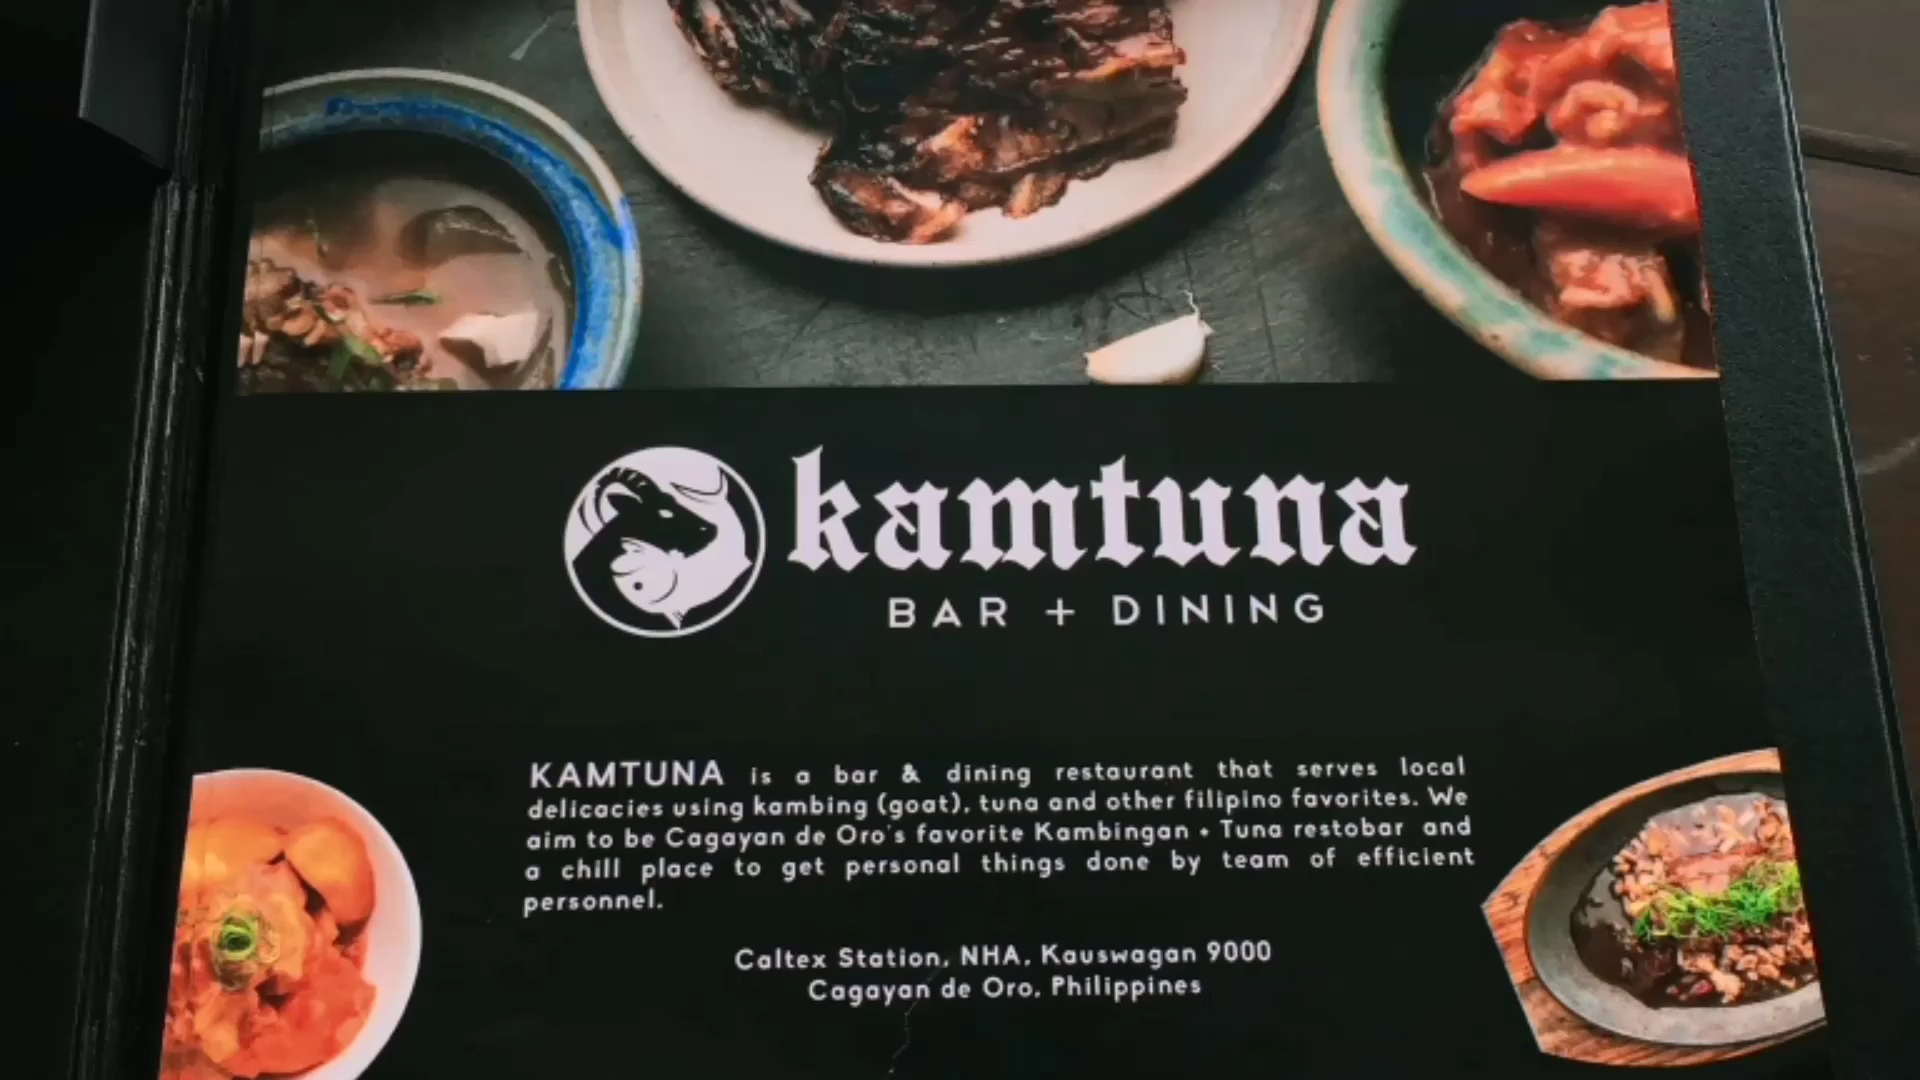 kamtuna
BAR + DINING
KAMTUNA is a bar & dining restaurant that serves local
delicacies using kambing (goat), tuna and other filipino favorites. We
aim to be Cagayan de Oro's favorite Kambingan + Tuna restobar and
a chill place to get personal things done by team of efficient
personnel.
Caltex Station, NHA, Kauswagan 9000
Cagayan de Oro, Philippines